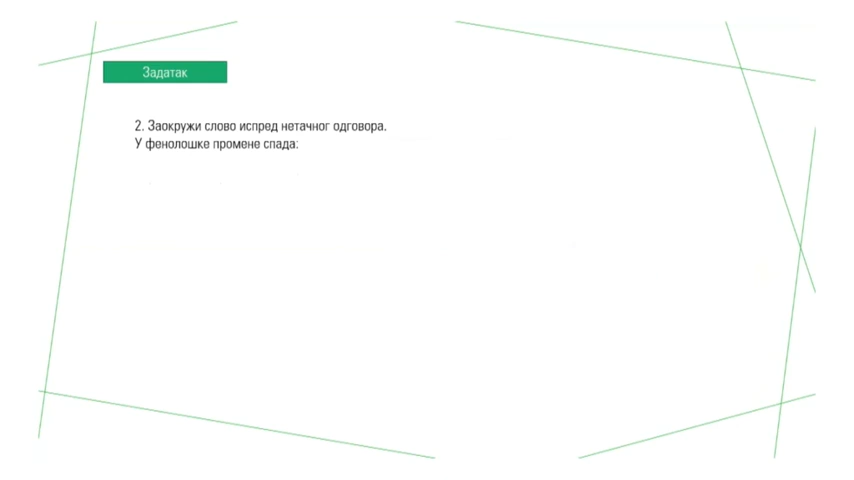 Задатак
2. Заокружи слово испред нетачног одговора.
У фенолошке промене спада: